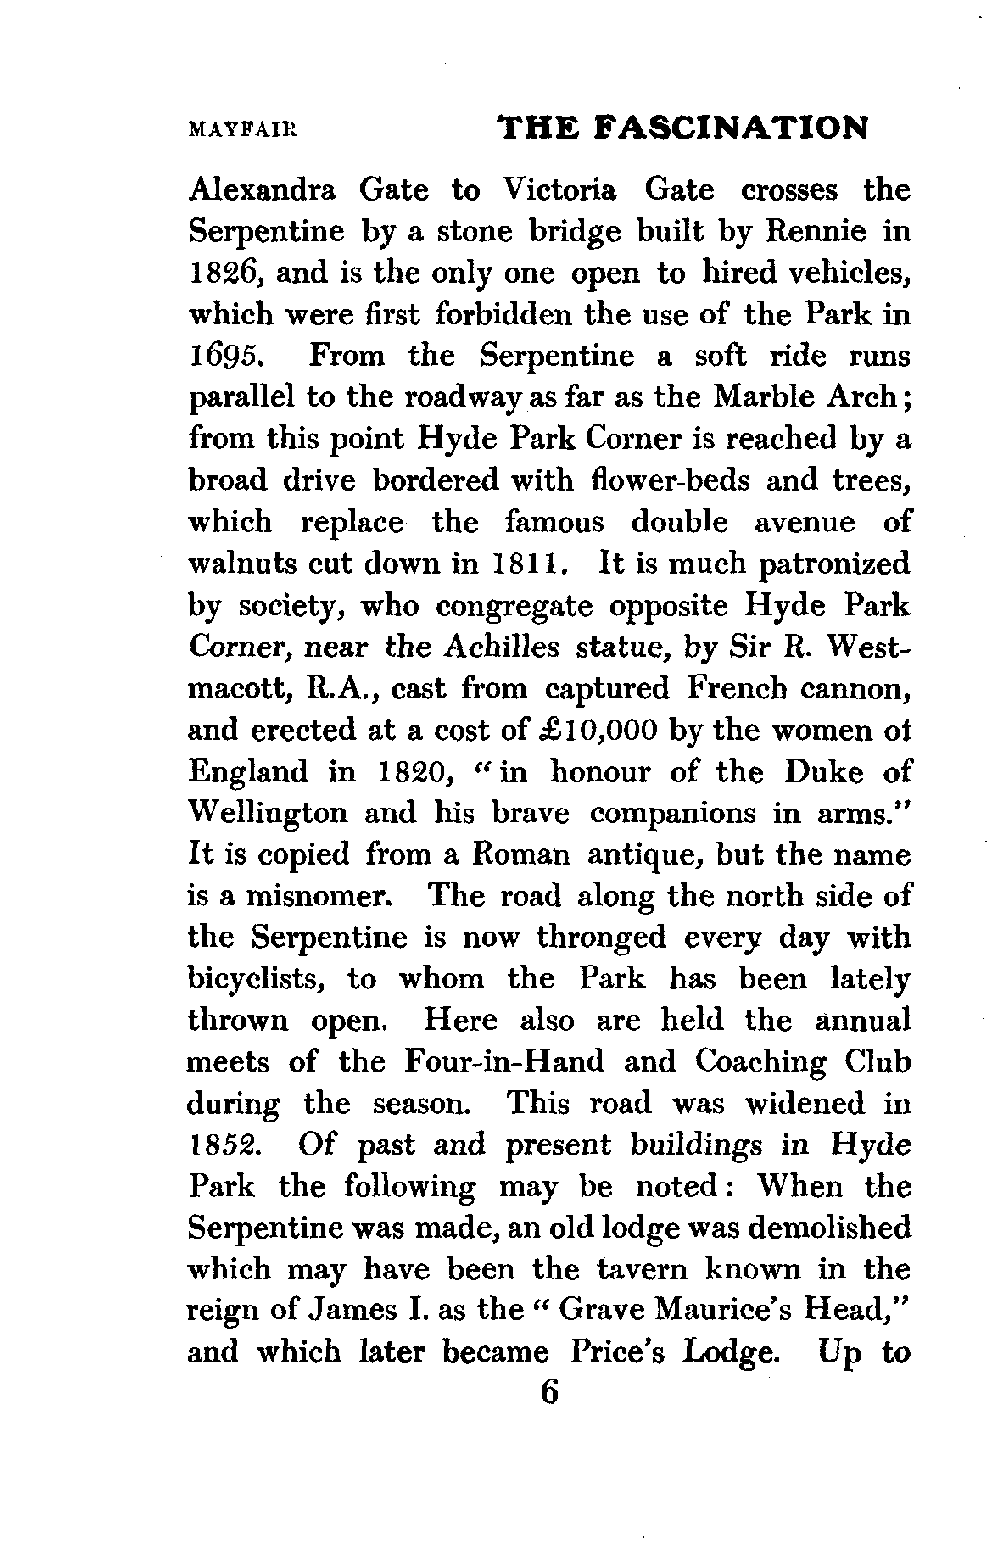 MAYFAIR THE FASCINATION
Alexandra Gate to Victoria Gate crosses the
Serpentine by a stone bridge built by Rennie in
1826, and is the only one open to hired vehicles,
which were first forbidden the use of the Park in
1695. From the Serpentine a soft ride runs
parallel to the roadway as far as the Marble Arch;
from this point Hyde Park Corner is reached by a
broad drive bordered with flower-beds and trees,
which replace the famous double avenue of
walnuts cut down in 1811. It is much patronized
by society, who congregate opposite Hyde Park
Corner, near the Achilles statue, by Sir R. West-
macott, R.A., cast from captured French cannon,
and erected at a cost of £10,000 by the women of
England in 1820, "in honour of the Duke of
Wellington and his brave companions in arms."
It is copied from a Roman antique, but the name
is a misnomer. The road along the north side of
the Serpentine is now thronged every day with
bicyclists, to whom the Park has been lately
thrown open. Here also are held the annual
meets of the Four-in-Hand and Coaching Club
during the season. This road was widened in
1852. Of past and present buildings in Hyde
Park the following may be noted: When the
Serpentine was made, an old lodge was demolished
which may have been the tavern known in the
reign of James I. as the "Grave Maurice's Head,"
and which later became Price's Lodge. Up to
6